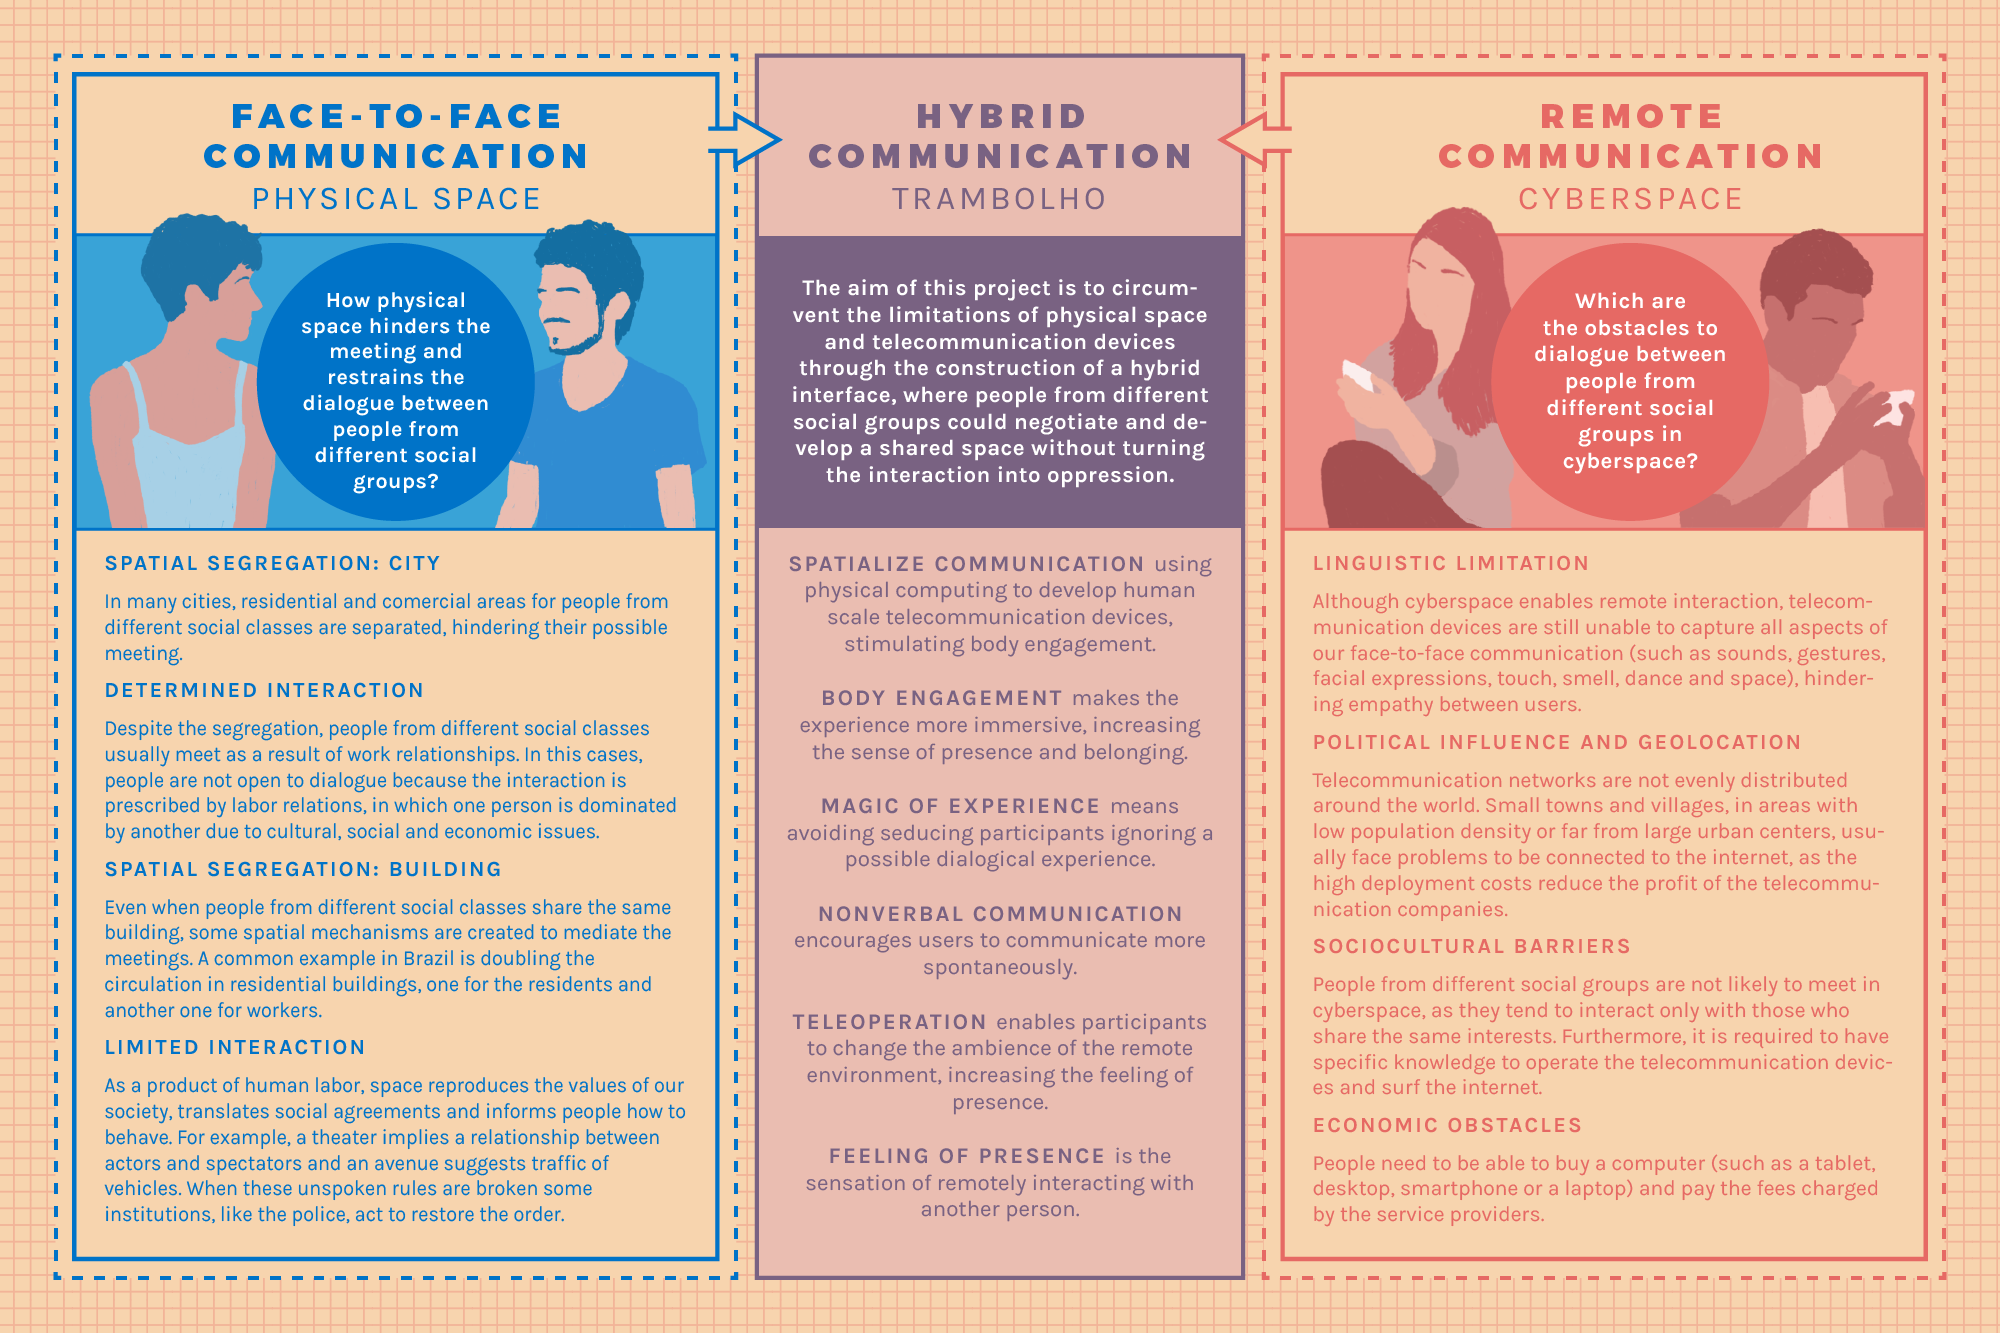 FACE-TO-FACE
COMMUNICATION
PHYSICAL SPACE
How physical
space hinders the
meeting and
restrains the
dialogue between
people from
different social
groups?
SPATIAL SEGREGATION: CITY
In many cities, residential and comercial areas for people from
different social classes are separated, hindering their possible
meeting.
DETERMINED INTERACTION
Despite the segregation, people from different social classes
usually meet as a result of work relationships. In this cases,
people are not open to dialogue because the interaction is
prescribed by labor relations, in which one person is dominated
by another due to cultural, social and economic issues.
SPATIAL SEGREGATION: BUILDING
Even when people from different social classes share the same
building, some spatial mechanisms are created to mediate the
meetings. A common example in Brazil is doubling the
circulation in residential buildings, one for the residents and
another one for workers.
LIMITED INTERACTION
As a product of human labor, space reproduces the values of our
society, translates social agreements and informs people how to
behave. For example, a theater implies a relationship between
actors and spectators and an avenue suggests traffic of
vehicles. When these unspoken rules are broken some
institutions, like the police, act to restore the order.
HYBRID
COMMUNICATION
TRAMBOLHO
The aim of this project is to circum-
vent the limitations of physical space
and telecommunication devices
through the construction of a hybrid
interface, where people from different
social groups could negotiate and de-
velop a shared space without turning
the interaction into oppression.
SPATIALIZE COMMUNICATION using
physical computing to develop human
scale telecommunication devices,
stimulating body engagement.
BODY ENGAGEMENT makes the
experience more immersive, increasing
the sense of presence and belonging.
MAGIC OF EXPERIENCE means
avoiding seducing participants ignoring a
possible dialogical experience.
NONVERBAL COMMUNICATION
encourages users to communicate more
spontaneously.
TELEOPERATION enables participants
to change the ambience of the remote
environment, increasing the feeling of
presence.
FEELING OF PRESENCE is the
sensation of remotely interacting with
another person.
REMOTE
COMMUNICATION
CYBERSPACE
Which are
the obstacles to
dialogue between
people from
different social
groups in
cyberspace?
LINGUISTIC LIMITATION
Although cyberspace enables remote interaction, telecom-
munication devices are still unable to capture all aspects of
our face-to-face communication (such as sounds, gestures,
facial expressions, touch, smell, dance and space), hinder-
ing empathy between users.
POLITICAL INFLUENCE AND GEOLOCATION
Telecommunication networks are not evenly distributed
around the world. Small towns and villages, in areas with
low population density or far from large urban centers, usu-
ally face problems to be connected to the internet, as the
high deployment costs reduce the profit of the telecommu-
nication companies.
SOCIOCULTURAL BARRIERS
People from different social groups are not likely to meet in
cyberspace, as they tend to interact only with those who
share the same interests. Furthermore, it is required to have
specific knowledge to operate the telecommunication devic-
es and surf the internet.
ECONOMIC OBSTACLES
People need to be able to buy a computer (such as a tablet,
desktop, smartphone or a laptop) and pay the fees charged
by the service providers.